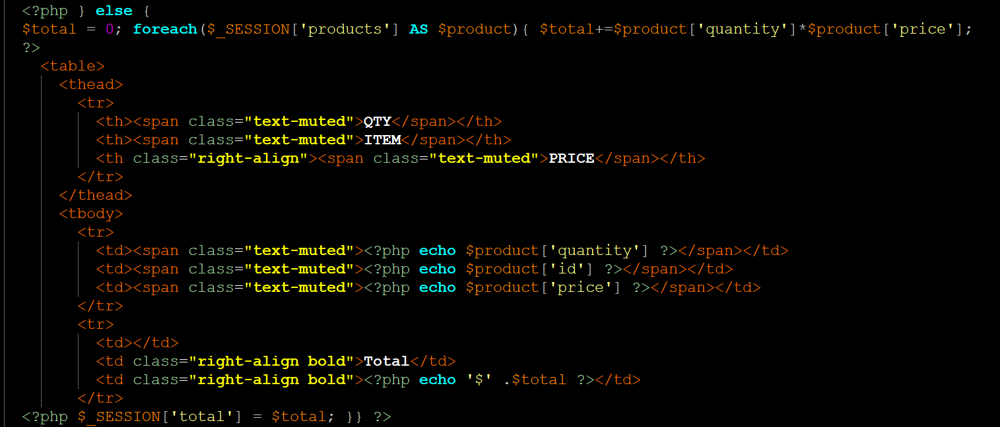 <?php } else {
$total = 0; foreach($_SESSION['products'] AS $product){ $total+=$product['quantity']*$product['price'];
?>
<table>
<thead>
<tr>
<th><span class="text-muted">QTY</span></th>
<th><span class="text-muted">ITEM</span></th>
<th class="right-align"><span class="text-muted">PRICE</span></th>
</tr>
</thead>
<tbody>
<tr>
<td><span class="text-muted"><?php echo $product['quantity'] ?></span></td>
<td><span class="text-muted"><?php echo $product['id'] ?></span></td>
<td><span class="text-muted"><?php echo $product['price'] ?></span></td>
</tr>
<tr>
<td></td>
<td class="right-align bold">Total</td>
<td class="right-align bold"><?php echo '$' .$total ?></td>
</tr>
<?php $_SESSION['total'] = $total; }} ?>